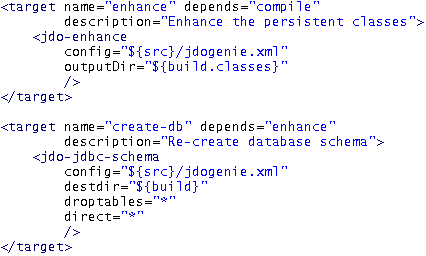 <target name="enhance" depends="compile"
description="Enhance the persistent classes">
<jdo-enhance
config="${src}/jdogenie.xml"
outputDir="${build.classes}"
/>
</target>
<target name="create-db" depends="enhance"
description="Re-create database schema">
<jdo-jdbc-schema
config="${src}/jdogenie.xml"
destdir="${build}"
droptables="*"
direct="*"
/>
</target>